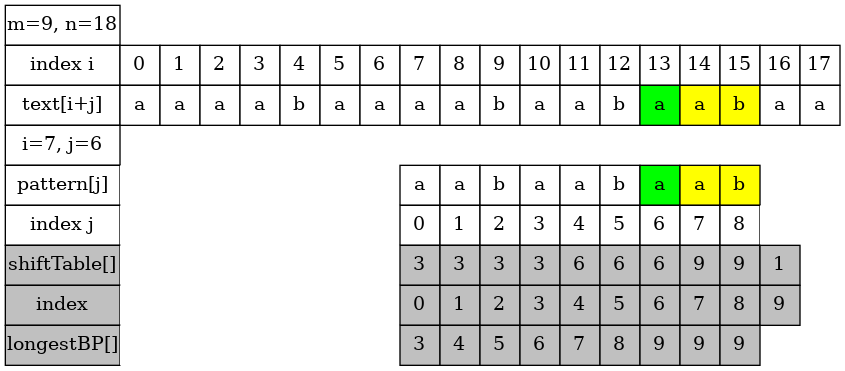 m=9, n=18
index i 0 1 2 3 4 5 6 7 8 9 10 11 12 13 14 15 16 17
text[i+j] a a a a b a a a a b a a b a a b a a
i=7, j=6
pattern[j] a a b a a b a a b
index j 0 1 2 3 4 5 6 7 8
shiftTable[] 3 3 3 3 6 6 6 9 9 1
index 0 1 2 3 4 5 6 7 8 9
longestBP[] 3 4 5 6 7 8 9 9 9